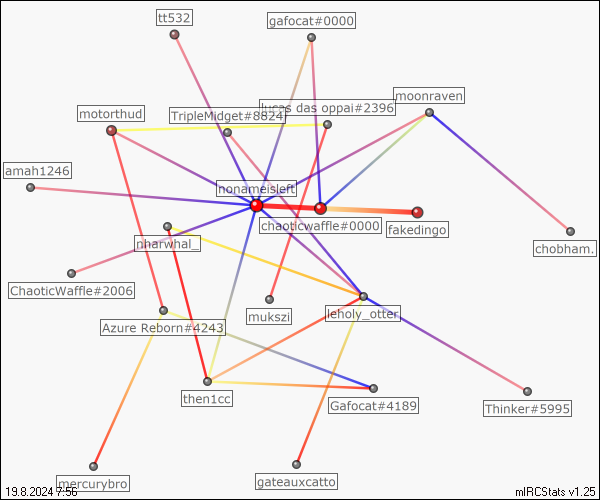 tt532
gafocat#0000
moonraven
motorthud
TripleMidget#8824
lucas das oppai#2396
amah1246
nonameisleft
chaoticwaffle#0000
fakedingo
nharwhal_
chobham.
ChaoticWaffle#2006
mukszi
ieholy_otter
Azure Reborn#4243
then1cc
Gafocat#4189
Thinker#5995
mercurybro
gateauxcatto
19.8.2024 7:56
mIRCStats v1.25